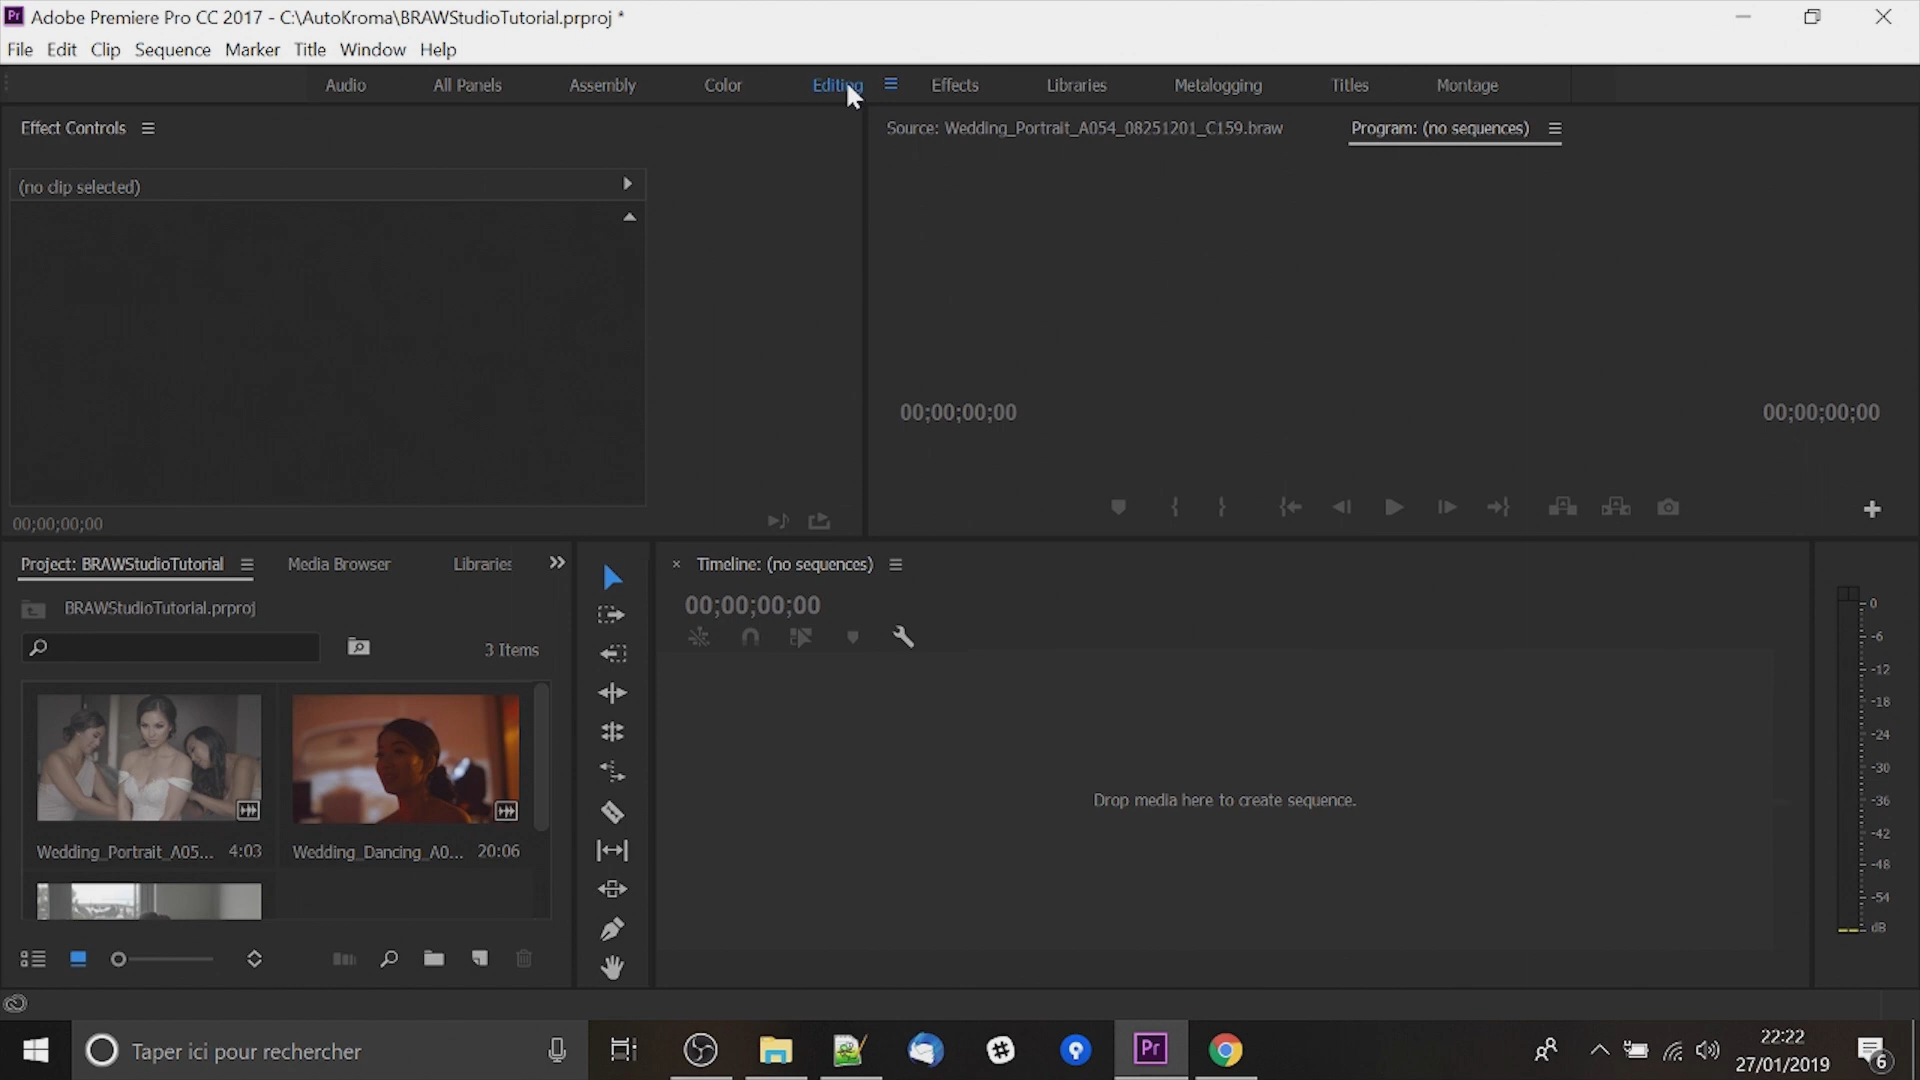 Pr Adobe Premiere Pro CC 2017 - C:\AutoKroma\BRAWStudioTutorial.prproj *
File Edit Clip Sequence Marker Title Window Help
Audio All Panels Assembly Color Editing Effects Libraries Metalogging Titles Montage
Effect Controls
Source: Wedding_Portrait_A054_08251201_C159.braw Program: (no sequences)
(no clip selected)
00;00;00;00 00;00;00;00
00;00;00;00
Project: BRAWStudioTutorial Media Browser Libraries
Timeline: (no sequences)
BRAWStudioTutorial.prproj
00;00;00;00
3 Items
Wedding_Portrait_A05... 4:03 Wedding_Dancing_A0... 20:06
Drop media here to create sequence.
0
-6
-12
-18
-24
-30
-36
-42
-48
-54
dB
Taper ici pour rechercher
Pr
22:22
27/01/2019
6